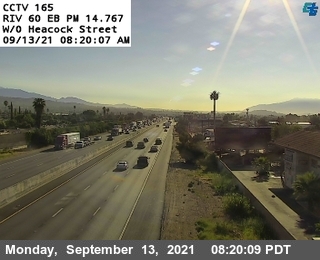 CCTV 165
RIV 60 EB PM 14.767
W/O Heacock Street
09/13/21 08:20:07 AM
Monday, September 13, 2021 08:20:09 PDT